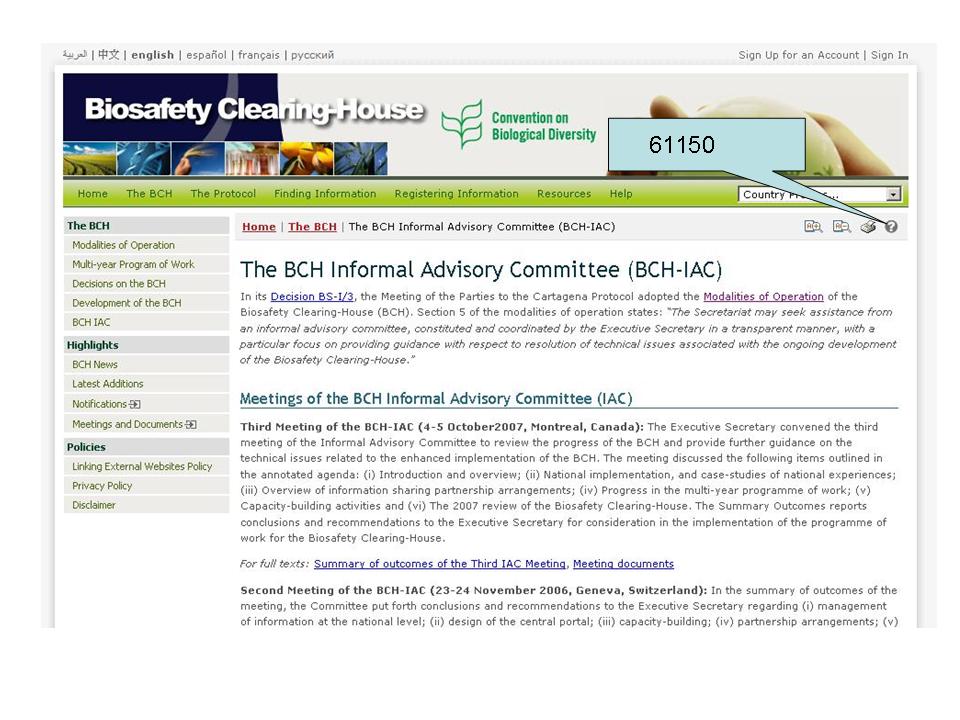 العربية | 中文 | english | español | français | русский
Sign Up for an Account | Sign In
Biosafety Clearing-House
Convention on
Biological Diversity
61150
Home The BCH The Protocol Finding Information Registering Information Resources Help
Country
The BCH
Modalities of Operation
Multi-year Program of Work
Decisions on the BCH
Development of the BCH
BCH IAC
Highlights
BCH News
Latest Additions
Notifications
Meetings and Documents
Policies
Linking External Websites Policy
Privacy Policy
Disclaimer
Home | The BCH | The BCH Informal Advisory Committee (BCH-IAC)
The BCH Informal Advisory Committee (BCH-IAC)
In its Decision BS-I/3, the Meeting of the Parties to the Cartagena Protocol adopted the Modalities of Operation of the
Biosafety Clearing-House (BCH). Section 5 of the modalities of operation states: “The Secretariat may seek assistance from
an informal advisory committee, constituted and coordinated by the Executive Secretary in a transparent manner, with a
particular focus on providing guidance with respect to resolution of technical issues associated with the ongoing development
of the Biosafety Clearing-House.”
Meetings of the BCH Informal Advisory Committee (IAC)
Third Meeting of the BCH-IAC (4-5 October2007, Montreal, Canada): The Executive Secretary convened the third
meeting of the Informal Advisory Committee to review the progress of the BCH and provide further guidance on the
technical issues related to the enhanced implementation of the BCH. The meeting discussed the following items outlined in
the annotated agenda: (i) Introduction and overview; (ii) National implementation, and case-studies of national experiences;
(iii) Overview of information sharing partnership arrangements; (iv) Progress in the multi-year programme of work; (v)
Capacity-building activities and (vi) The 2007 review of the Biosafety Clearing-House. The Summary Outcomes reports
conclusions and recommendations to the Executive Secretary for consideration in the implementation of the programme of
work for the Biosafety Clearing-House.
For full texts: Summary of outcomes of the Third IAC Meeting, Meeting documents
Second Meeting of the BCH-IAC (23-24 November 2006, Geneva, Switzerland): In the summary of outcomes of the
meeting, the Committee put forth conclusions and recommendations to the Executive Secretary regarding (i) management
of information at the national level; (ii) design of the central portal; (iii) capacity-building; (iv) partnership arrangements; (v)